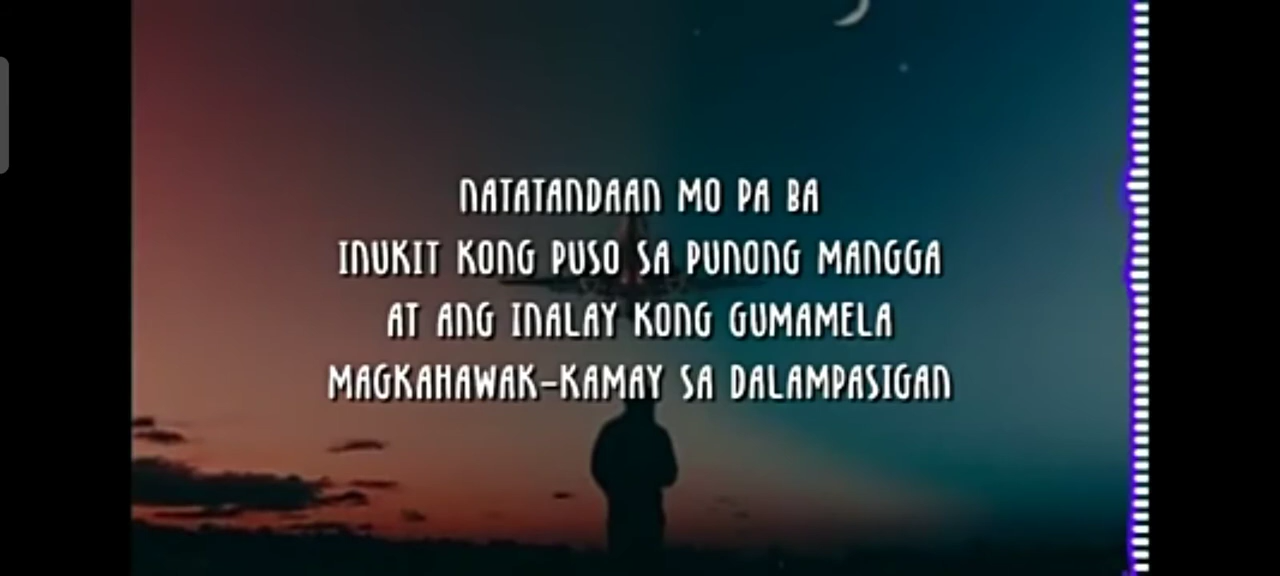 NATATANDAAN MO PA BA
INUKIT KONG PUSO SA PUNONG MANGGA
AT ANG INALAY KONG GUMAMELA
MAGKAHAWAK-KAMAY SA DALAMPASIGAN